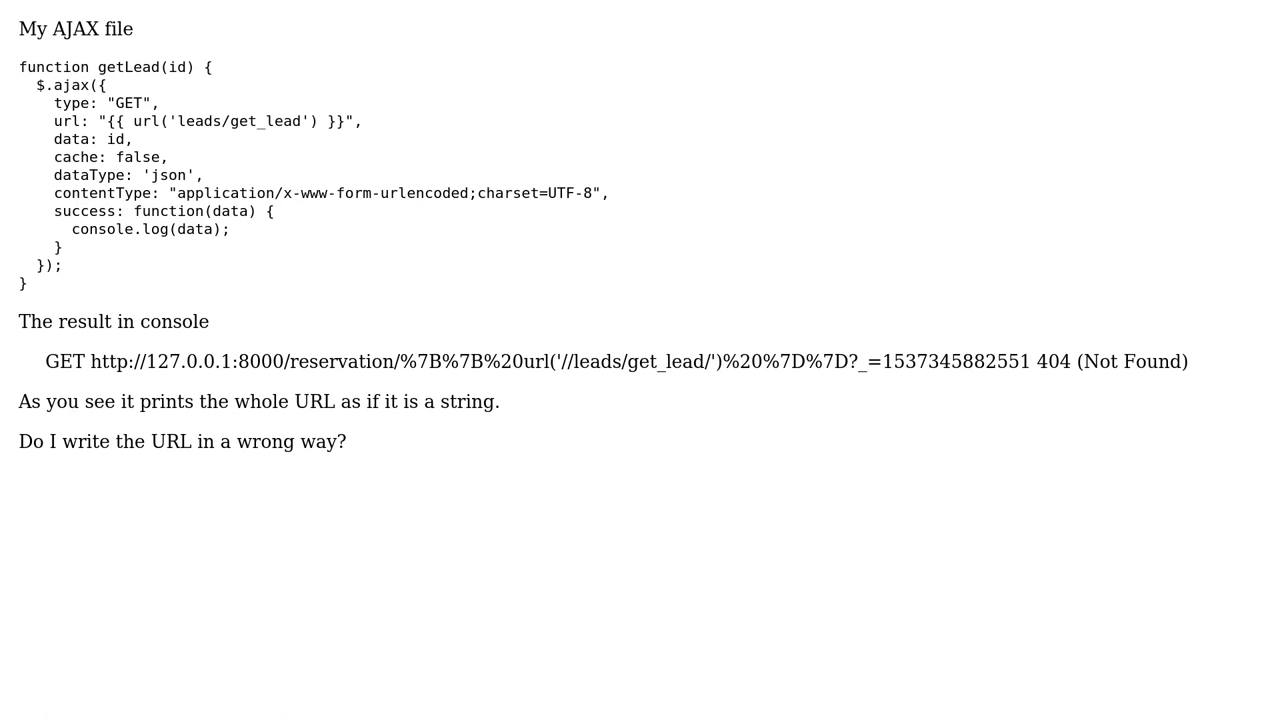 My AJAX file
function getLead(id) {
  $.ajax({
    type: "GET",
    url: "{{ url('leads/get_lead') }}",
    data: id,
    cache: false,
    dataType: 'json',
    contentType: "application/x-www-form-urlencoded;charset=UTF-8",
    success: function(data) {
      console.log(data);
    }
  });
}
The result in console
GET http://127.0.0.1:8000/reservation/%7B%7B%20url('//leads/get_lead/')%20%7D%7D?_=1537345882551 404 (Not Found)
As you see it prints the whole URL as if it is a string.
Do I write the URL in a wrong way?